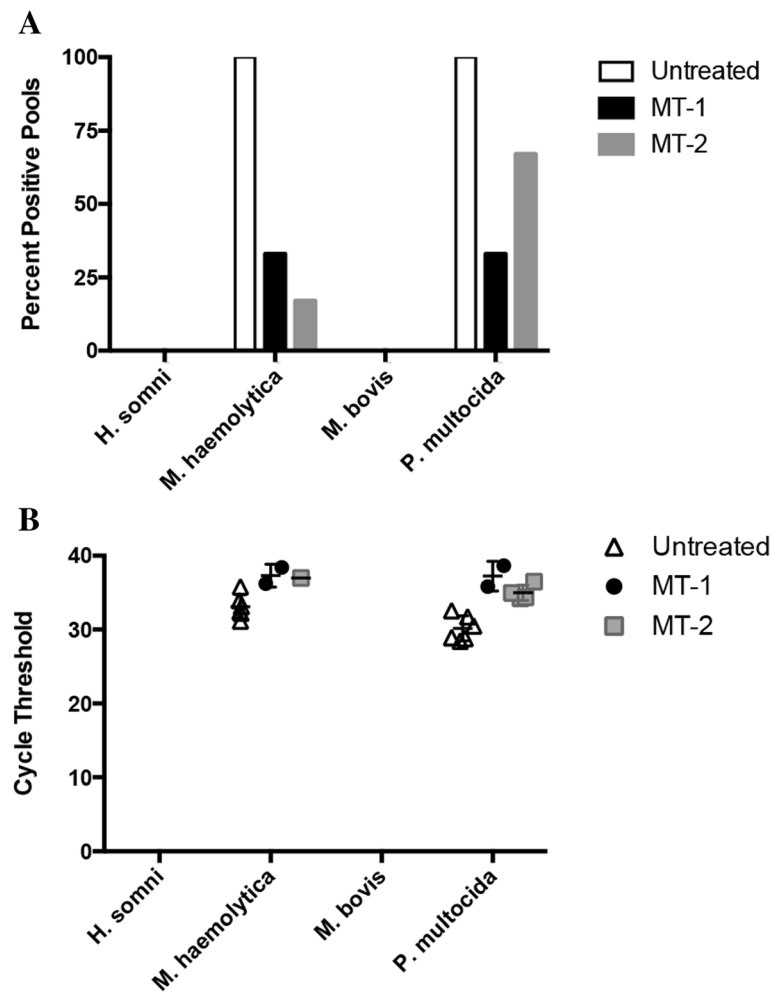 A
Percent Positive Pools
100
75
50
25
0
H. somni
M. haemolytica
M. bovis
P. multocida
Untreated
MT-1
MT-2
B
Cycle Threshold
40
30
20
10
0
H. somni
M. haemolytica
M. bovis
P. multocida
Untreated
MT-1
MT-2